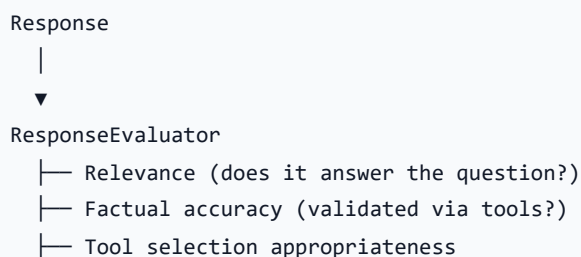 Response
│
▼
ResponseEvaluator
├── Relevance (does it answer the question?)
├── Factual accuracy (validated via tools?)
├── Tool selection appropriateness